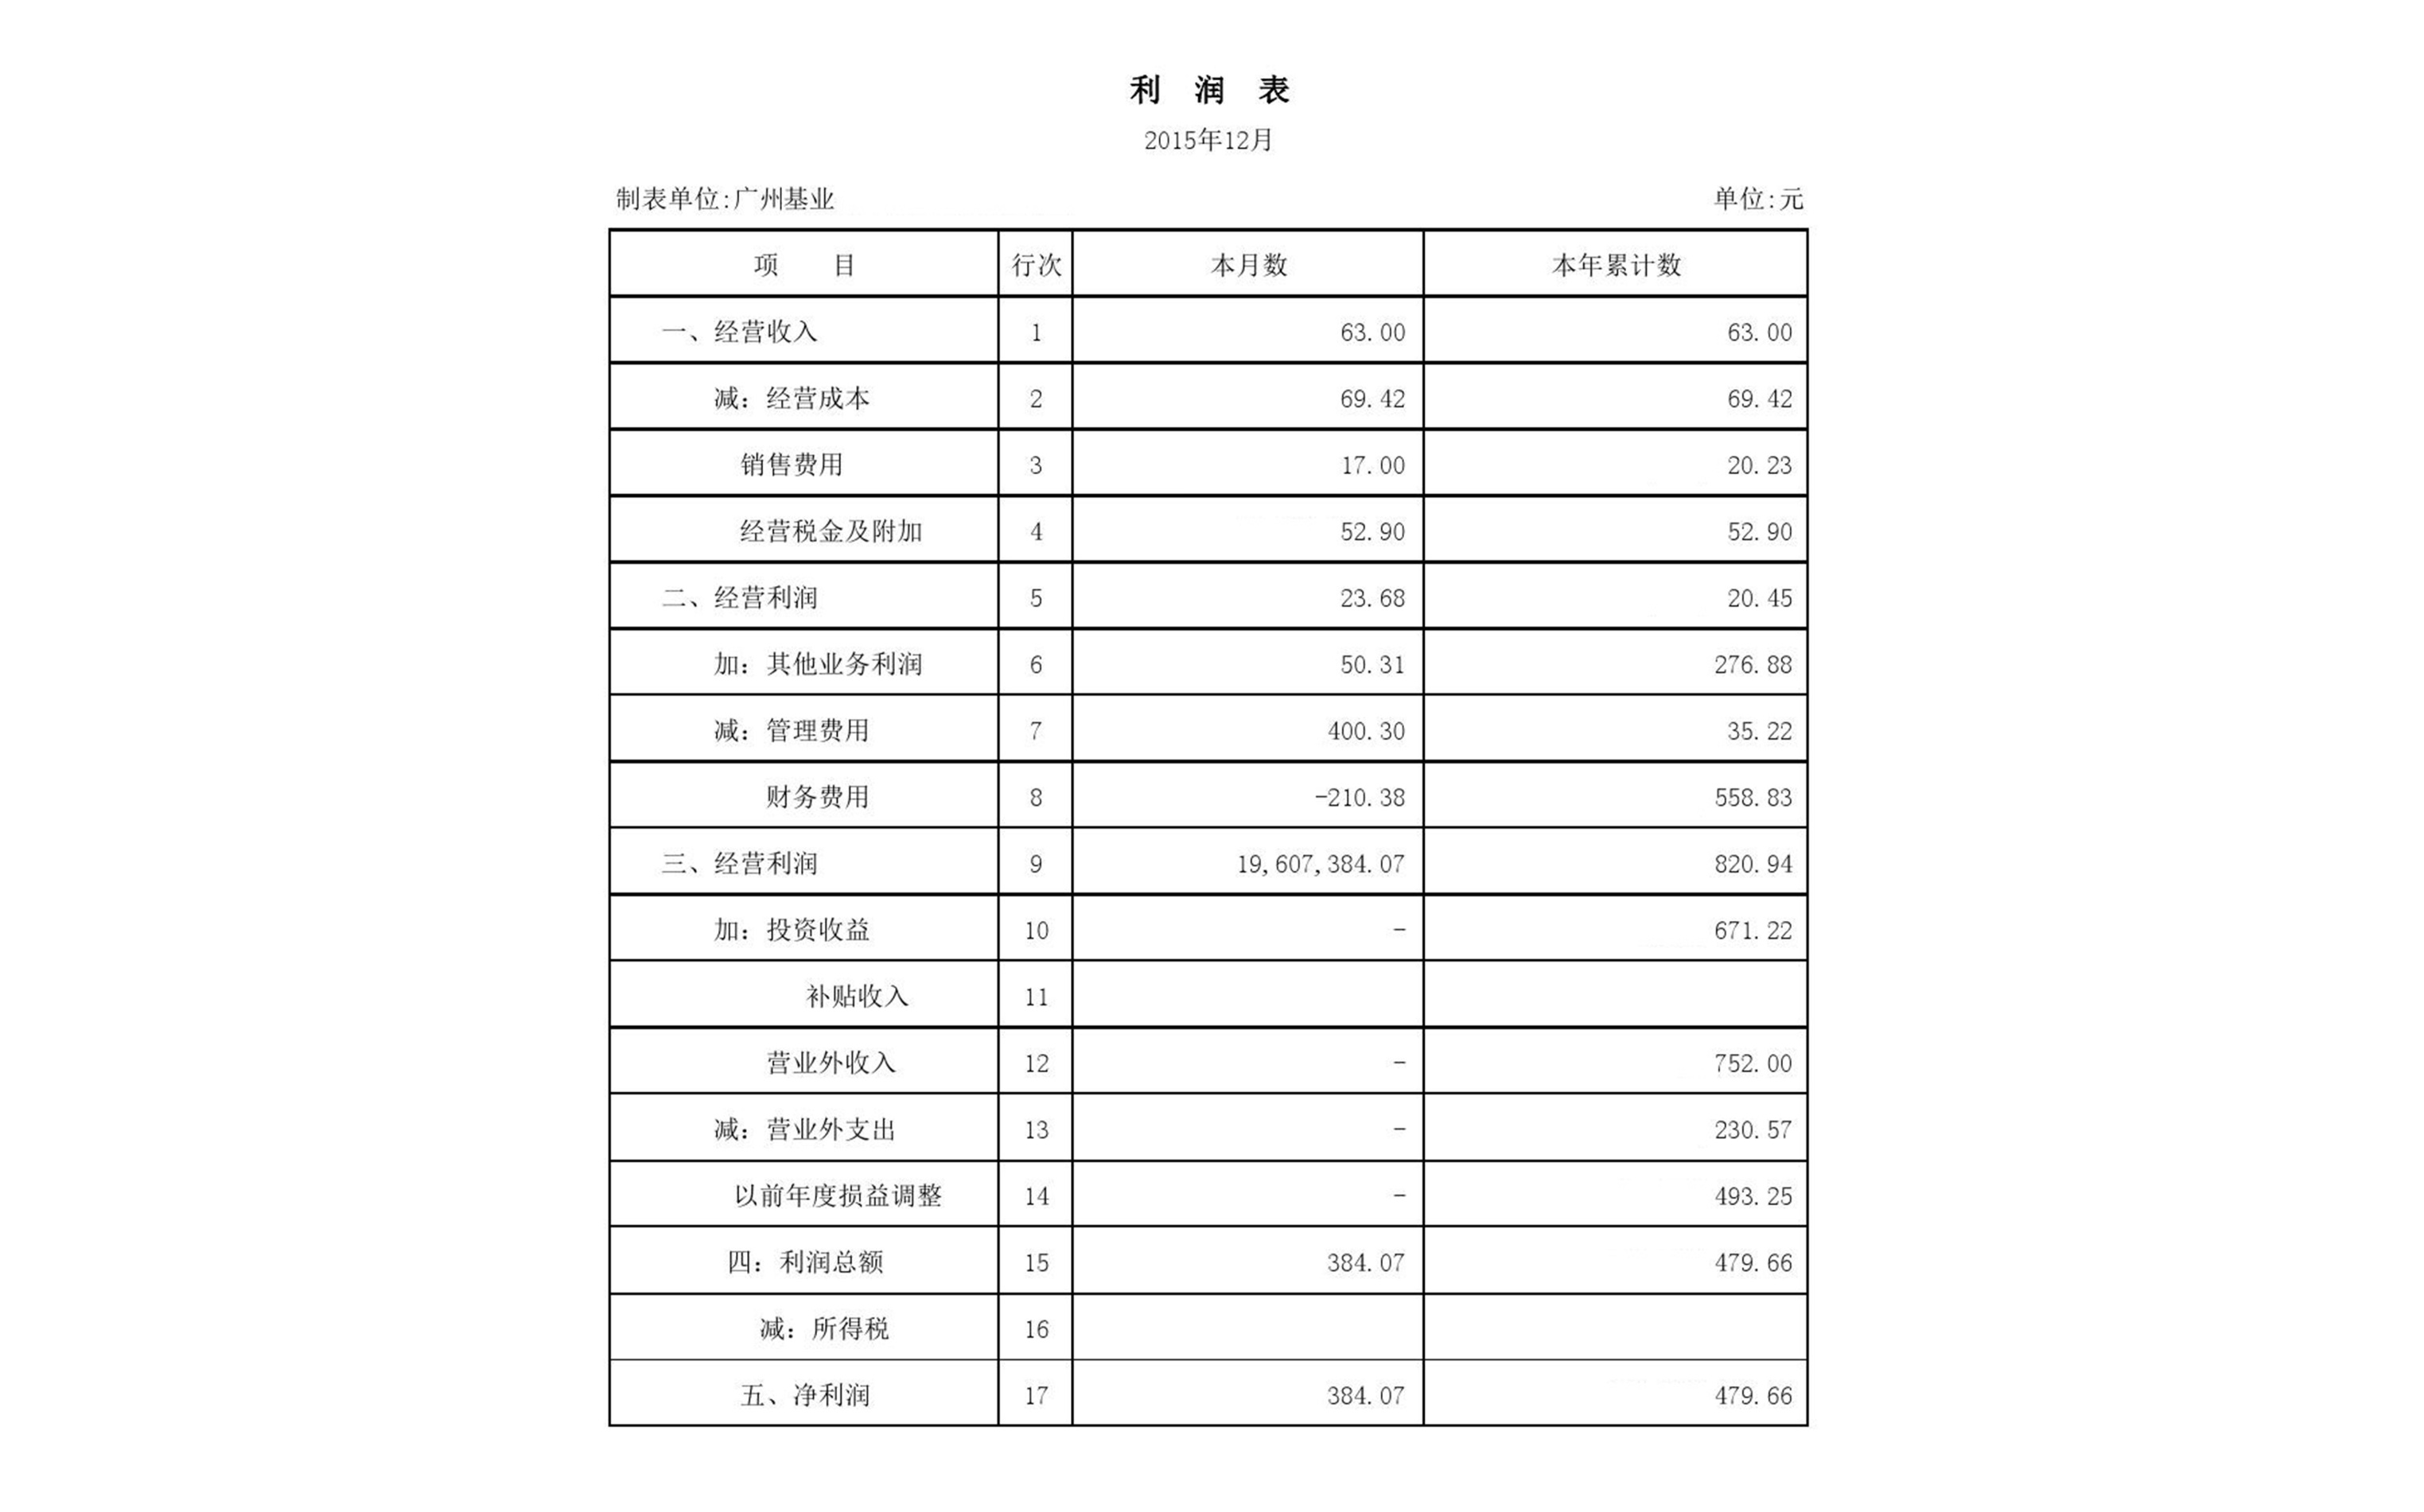 利 润 表
2015年12月
制表单位:广州基业 单位:元
项 目 行次 本月数 本年累计数
一、经营收入 1 63.00 63.00
减：经营成本 2 69.42 69.42
销售费用 3 17.00 20.23
经营税金及附加 4 52.90 52.90
二、经营利润 5 23.68 20.45
加：其他业务利润 6 50.31 276.88
减：管理费用 7 400.30 35.22
财务费用 8 -210.38 558.83
三、经营利润 9 19,607,384.07 820.94
加：投资收益 10 - 671.22
补贴收入 11
营业外收入 12 - 752.00
减：营业外支出 13 - 230.57
以前年度损益调整 14 - 493.25
四：利润总额 15 384.07 479.66
减：所得税 16
五、净利润 17 384.07 479.66